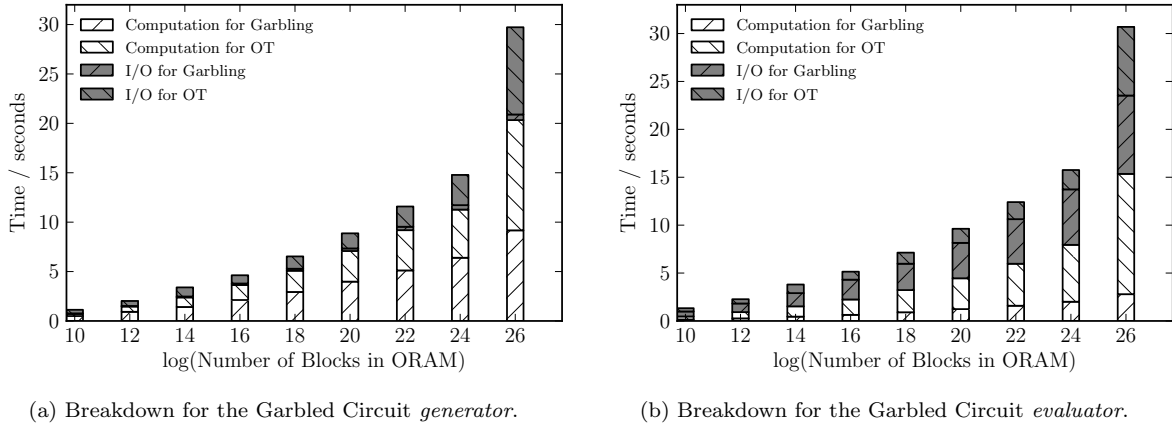 30
25
20
15
10
5
0
Time / seconds
Computation for Garbling
Computation for OT
I/O for Garbling
I/O for OT
10 12 14 16 18 20 22 24 26
log(Number of Blocks in ORAM)
(a) Breakdown for the Garbled Circuit generator.
30
25
20
15
10
5
0
Time / seconds
Computation for Garbling
Computation for OT
I/O for Garbling
I/O for OT
10 12 14 16 18 20 22 24 26
log(Number of Blocks in ORAM)
(b) Breakdown for the Garbled Circuit evaluator.